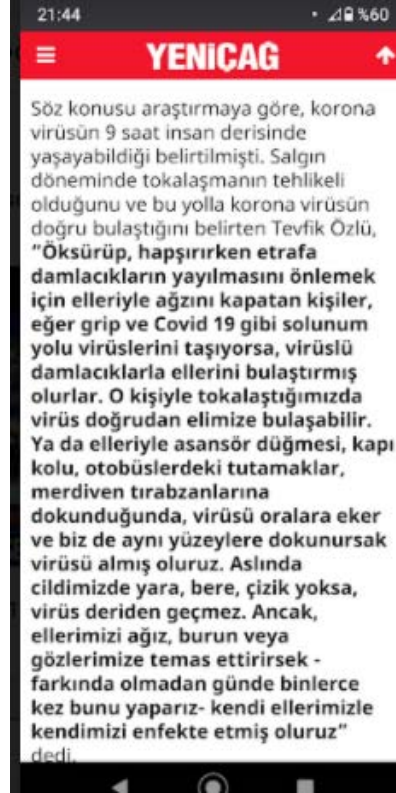 21:44
%60
YENİÇAĞ
Söz konusu araştırmaya göre, korona
virüsün 9 saat insan derisinde
yaşayabildiği belirtilmişti. Salgın
döneminde tokalaşmanın tehlikeli
olduğunu ve bu yolla korona virüsün
doğru bulaştığını belirten Tevfik Özlü,
"Öksürüp, hapşırırken etrafa
damlacıkların yayılmasını önlemek
için elleriyle ağzını kapatan kişiler,
eğer grip ve Covid 19 gibi solunum
yolu virüslerini taşıyorsa, virüslü
damlacıklarla ellerini bulaştırmış
olurlar. O kişiyle tokalaştığımızda
virüs doğrudan elimize bulaşabilir.
Ya da elleriyle asansör düğmesi, kapı
kolu, otobüslerdeki tutamaklar,
merdiven tırabzanlarına
dokunduğunda, virüsü oralara eker
ve biz de aynı yüzeylere dokunursak
virüsü almış oluruz. Aslında
cildimizde yara, bere, çizik yoksa,
virüs deriden geçmez. Ancak,
ellerimizi ağız, burun veya
gözlerimize temas ettirirsek -
farkında olmadan günde binlerce
kez bunu yaparız- kendi ellerimizle
kendimizi enfekte etmiş oluruz"
dedi.